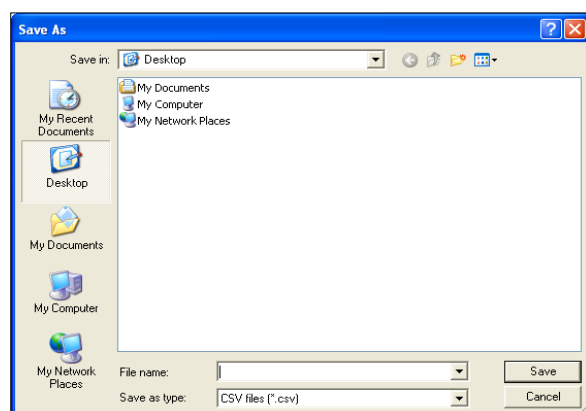 Save As
Save in: Desktop
My Documents
My Computer
My Network Places
My Recent
Documents
Desktop
My Documents
My Computer
My Network
Places
File name:
Save
Save as type: CSV files (*.csv)
Cancel